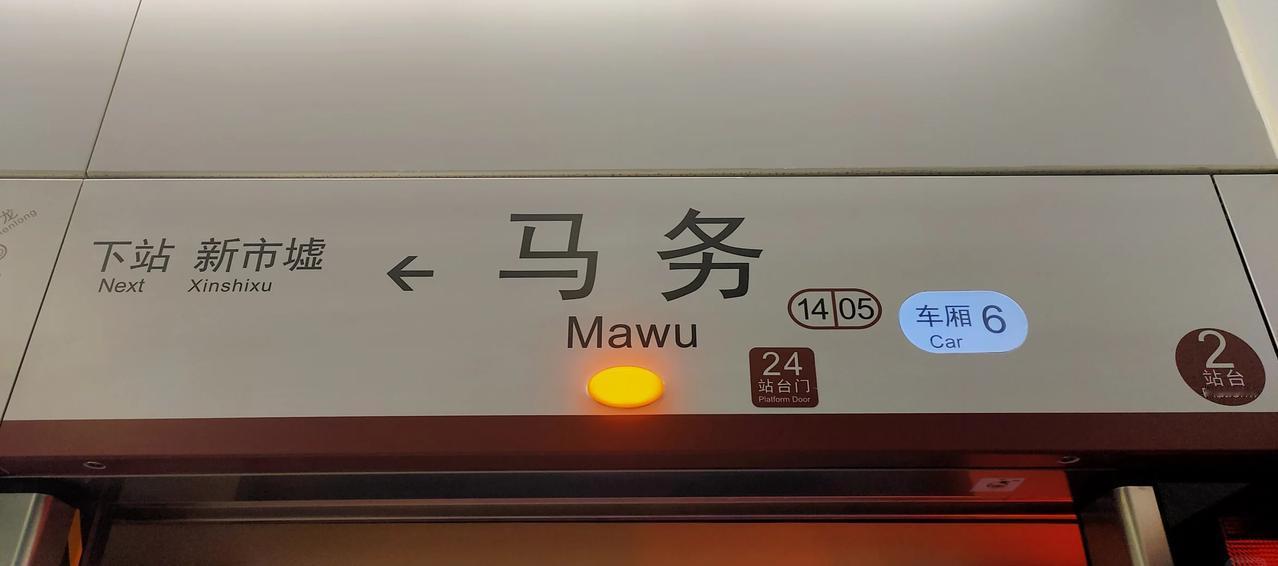 下站 新市墟
Next Xinshixu
←
马务
Mawu
14 05
车厢 6
Car
24
站台门
Platform Door
2
站台